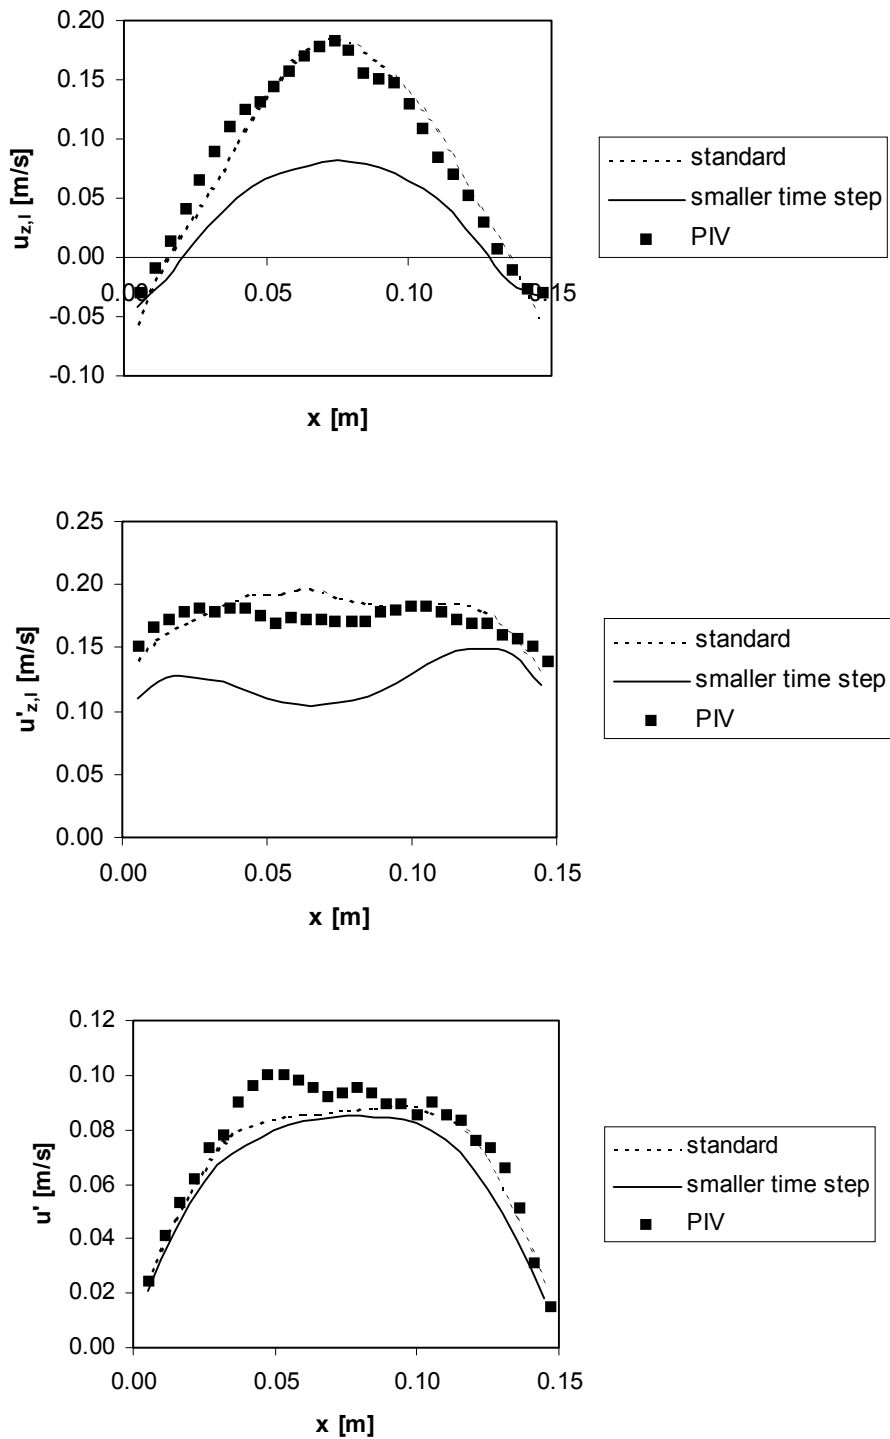 0.20
0.15
0.10
0.05
0.00
-0.05
-0.10
u z,l [m/s]
0.00 0.05 0.10 0.15
x [m]
standard
smaller time step
PIV
0.25
0.20
0.15
0.10
0.05
0.00
u' z,l [m/s]
0.00 0.05 0.10 0.15
x [m]
standard
smaller time step
PIV
0.12
0.10
0.08
0.06
0.04
0.02
0.00
u' [m/s]
0.00 0.05 0.10 0.15
x [m]
standard
smaller time step
PIV